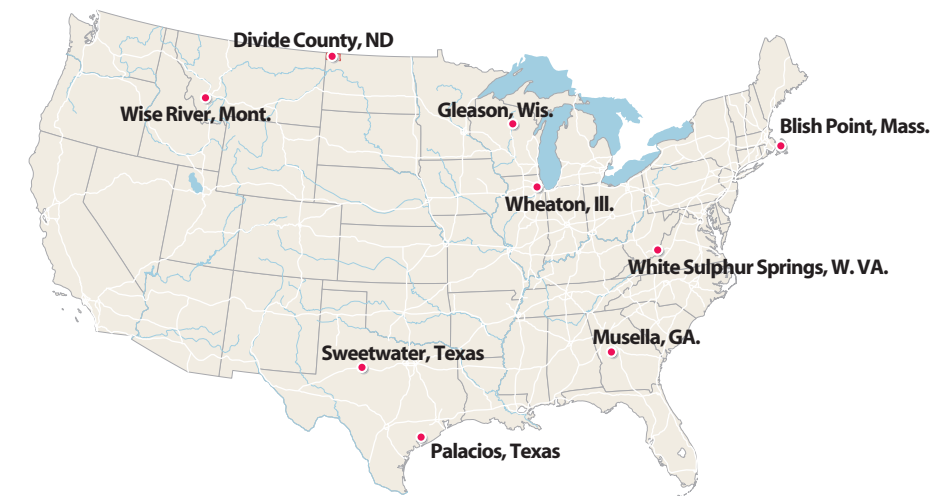 Divide County, ND
Wise River, Mont.
Gleason, Wis.
Blish Point, Mass.
Wheaton, Ill.
White Sulphur Springs, W. VA.
Musella, GA.
Sweetwater, Texas
Palacios, Texas